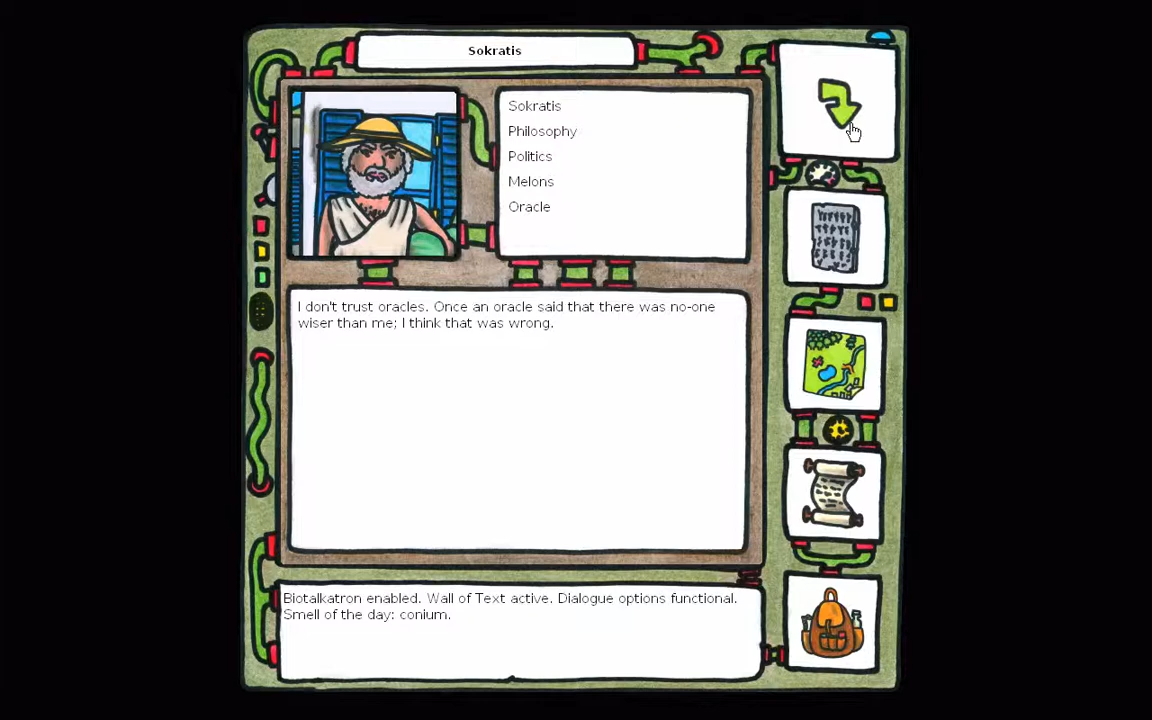 Sokratis
Sokratis
Philosophy
Politics
Melons
Oracle
I don't trust oracles. Once an oracle said that there was no-one
wiser than me; I think that was wrong.
Biotalkatron enabled. Wall of Text active. Dialogue options functional.
Smell of the day: conium.